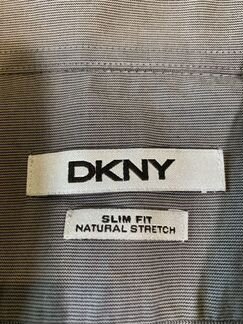 DKNY
SLIM FIT
NATURAL STRETCH